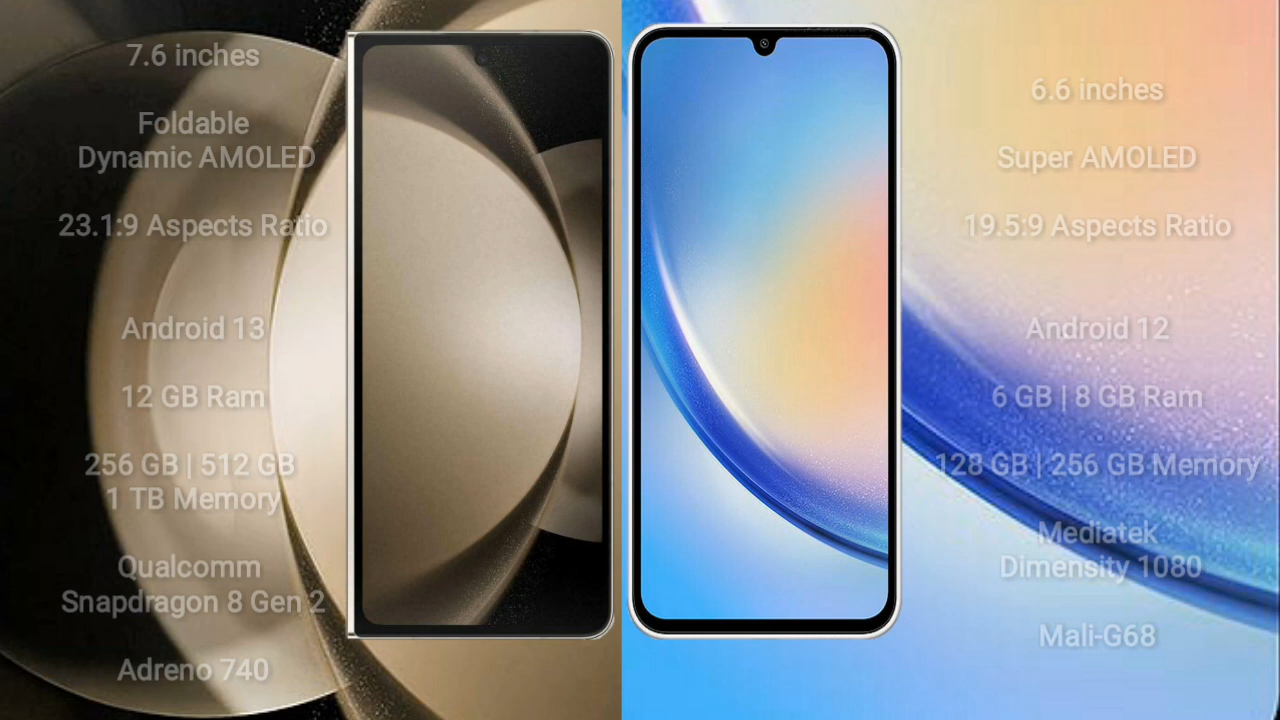 7.6 inches
Foldable
Dynamic AMOLED
23.1:9 Aspects Ratio
Android 13
12 GB Ram
256 GB | 512 GB
1 TB Memory
Qualcomm
Snapdragon 8 Gen 2
Adreno 740
6.6 inches
Super AMOLED
19.5:9 Aspects Ratio
Android 12
6 GB | 8 GB Ram
128 GB | 256 GB Memory
Mediatek
Dimensity 1080
Mali-G68